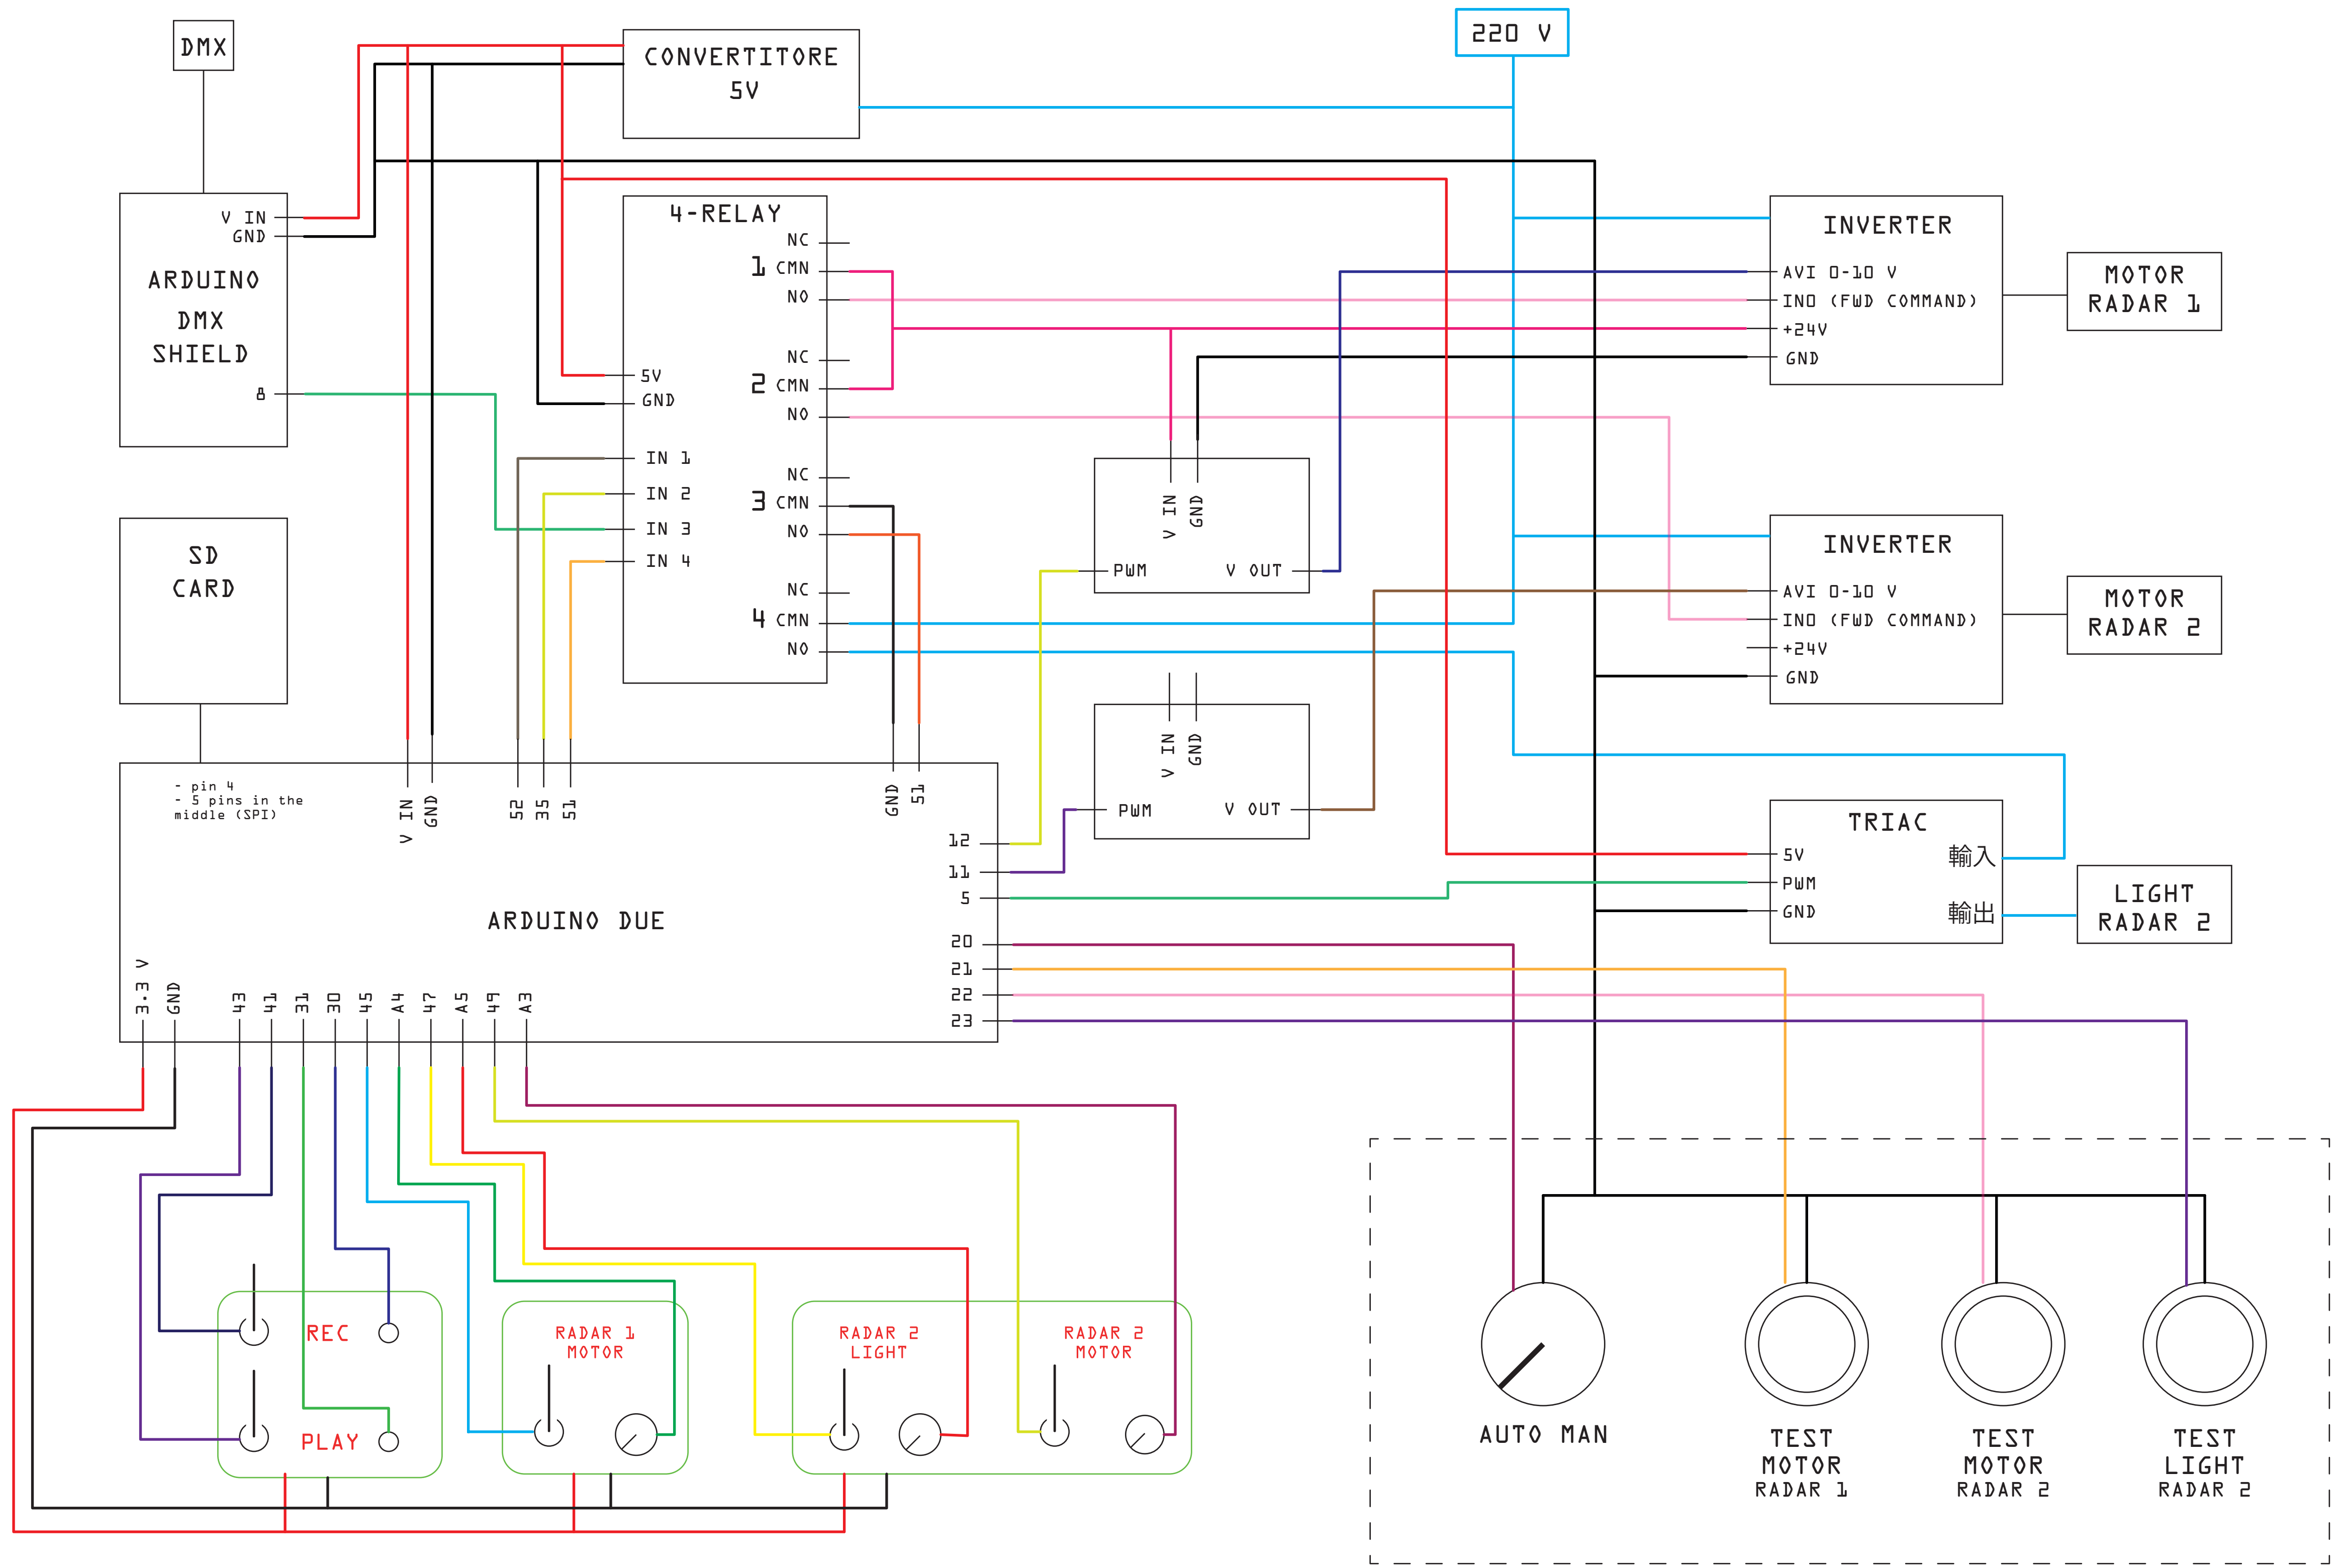 DMX
CONVERTITORE
5V
220 V
V IN
GND
ARDUINO
DMX
SHIELD
8
4-RELAY
NC
1 CMN
NO
NC
2 CMN
NO
NC
3 CMN
NO
NC
4 CMN
NO
5V
GND
IN 1
IN 2
IN 3
IN 4
INVERTER
AVI 0-10 V
IN0 (FWD COMMAND)
+24V
GND
MOTOR
RADAR 1
V IN
GND
PWM
V OUT
INVERTER
AVI 0-10 V
IN0 (FWD COMMAND)
+24V
GND
MOTOR
RADAR 2
SD
CARD
V IN
GND
PWM
V OUT
TRIAC
5V
PWM
GND
輸入
輸出
LIGHT
RADAR 2
- pin 4
- 5 pins in the
middle (SPI)
V IN
GND
52
35
51
GND
51
12
11
5
20
21
22
23
ARDUINO DUE
3.3 V
GND
43
41
31
30
45
A4
47
A5
49
A3
REC
PLAY
RADAR 1
MOTOR
RADAR 2
LIGHT
RADAR 2
MOTOR
AUTO MAN
TEST
MOTOR
RADAR 1
TEST
MOTOR
RADAR 2
TEST
LIGHT
RADAR 2